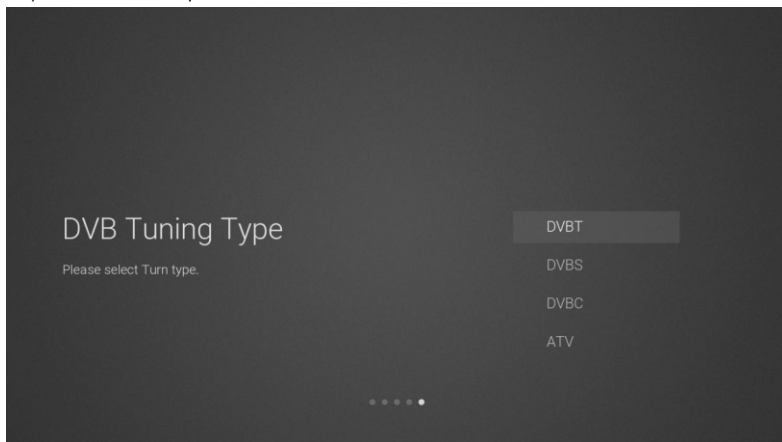 DVB Tuning Type
Please select Turn type.
DVBT
DVBS
DVBC
ATV